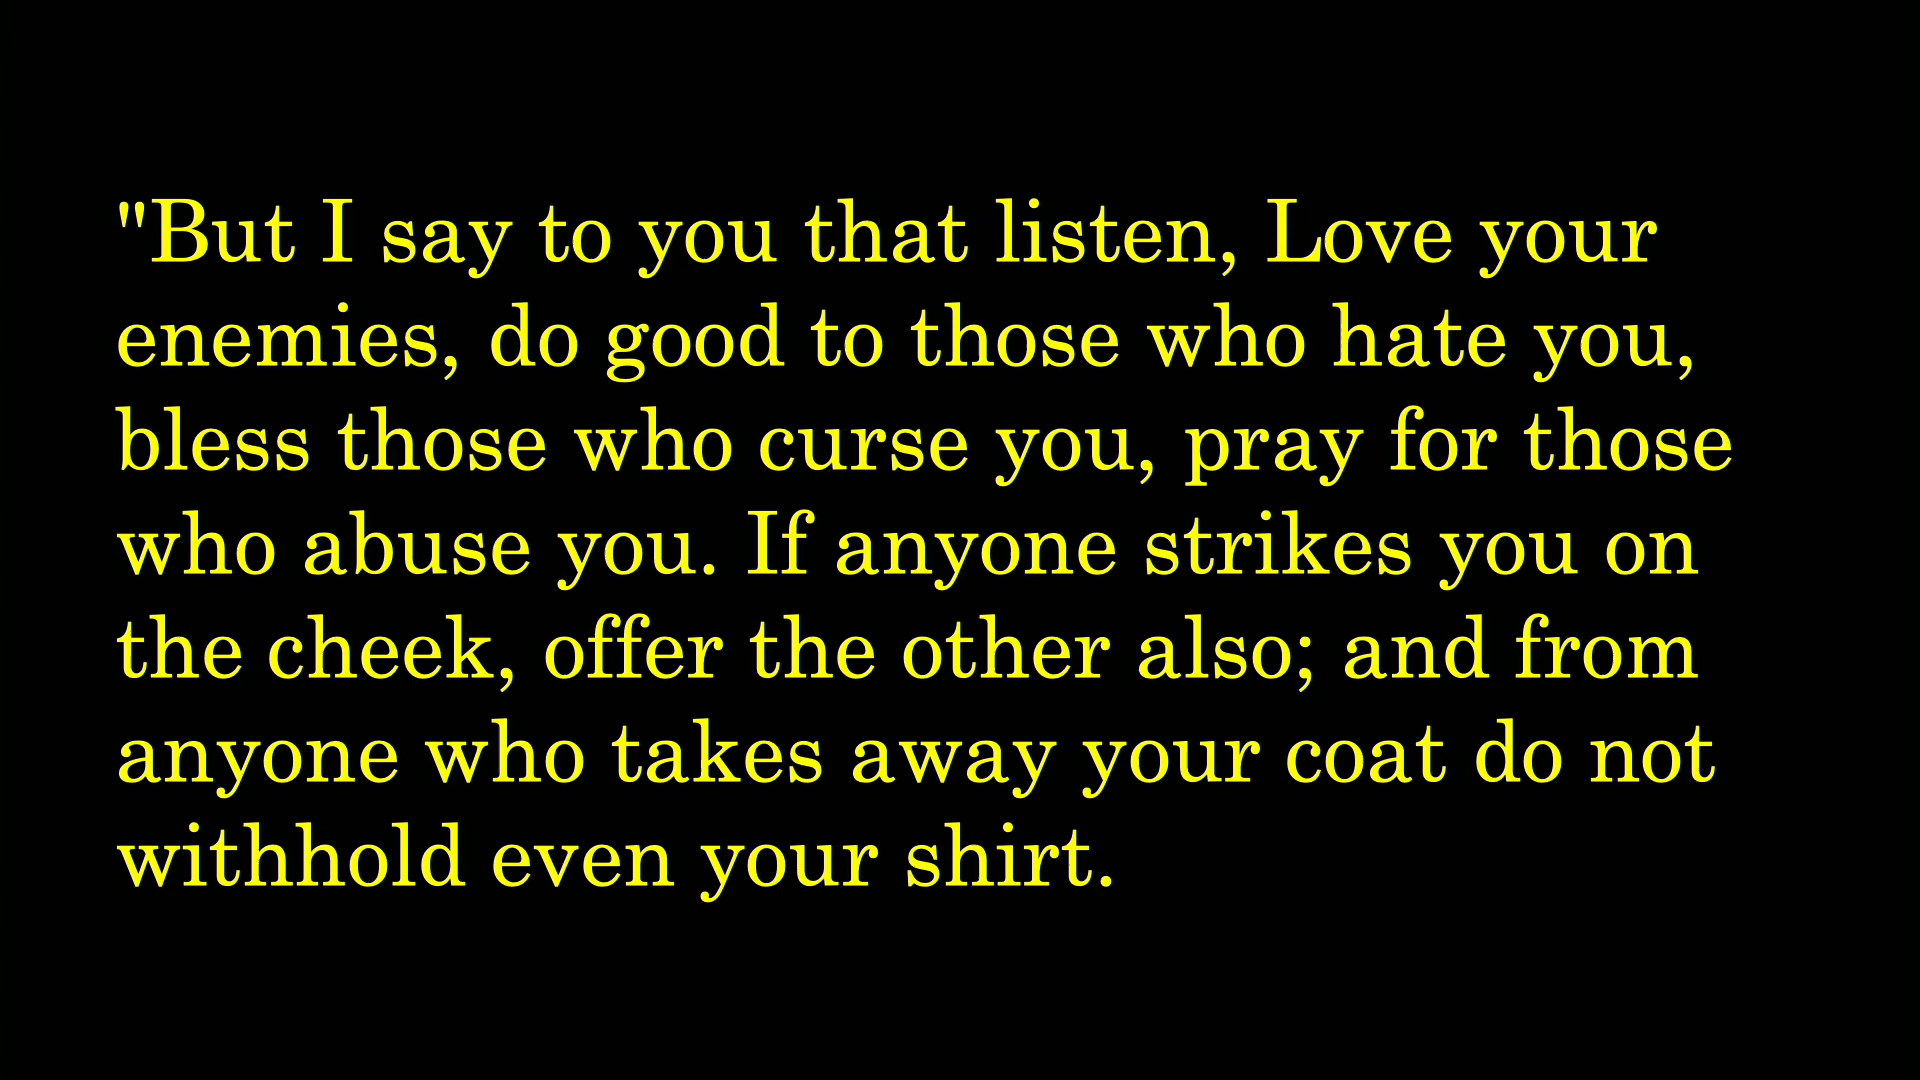 "But I say to you that listen, Love your
enemies, do good to those who hate you,
bless those who curse you, pray for those
who abuse you. If anyone strikes you on
the cheek, offer the other also; and from
anyone who takes away your coat do not
withhold even your shirt.